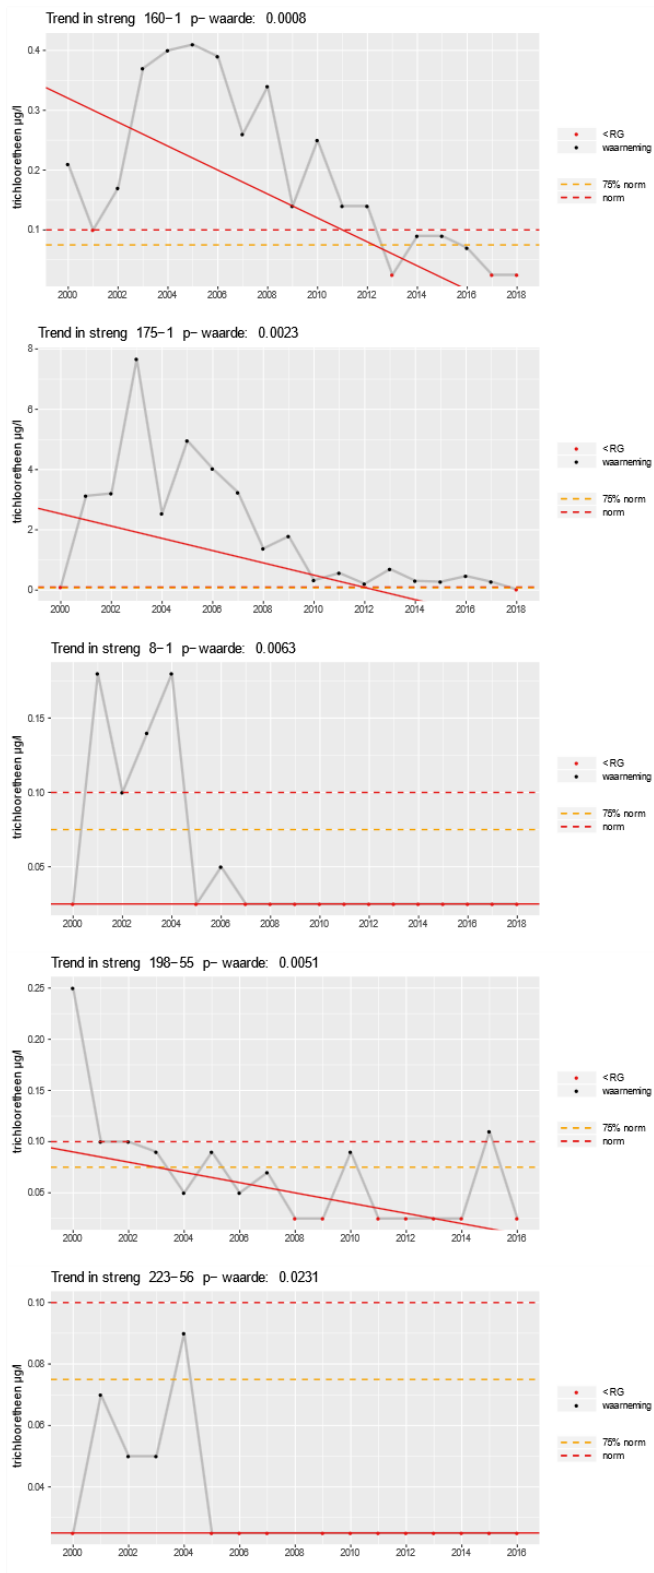 Trend in streng 160-1 p- waarde: 0.0008
trichlooretheen µg/l
0.4
0.3
0.2
0.1
2000 2002 2004 2006 2008 2010 2012 2014 2016 2018
<RG
waarneming
75% norm
norm
Trend in streng 175-1 p- waarde: 0.0023
trichlooretheen µg/l
8
6
4
2
0
2000 2002 2004 2006 2008 2010 2012 2014 2016 2018
<RG
waarneming
75% norm
norm
Trend in streng 8-1 p- waarde: 0.0063
trichlooretheen µg/l
0.15
0.10
0.05
2000 2002 2004 2006 2008 2010 2012 2014 2016 2018
<RG
waarneming
75% norm
norm
Trend in streng 198-55 p- waarde: 0.0051
trichlooretheen µg/l
0.25
0.20
0.15
0.10
0.05
2000 2002 2004 2006 2008 2010 2012 2014 2016
<RG
waarneming
75% norm
norm
Trend in streng 223-56 p- waarde: 0.0231
trichlooretheen µg/l
0.10
0.08
0.06
0.04
2000 2002 2004 2006 2008 2010 2012 2014 2016
<RG
waarneming
75% norm
norm